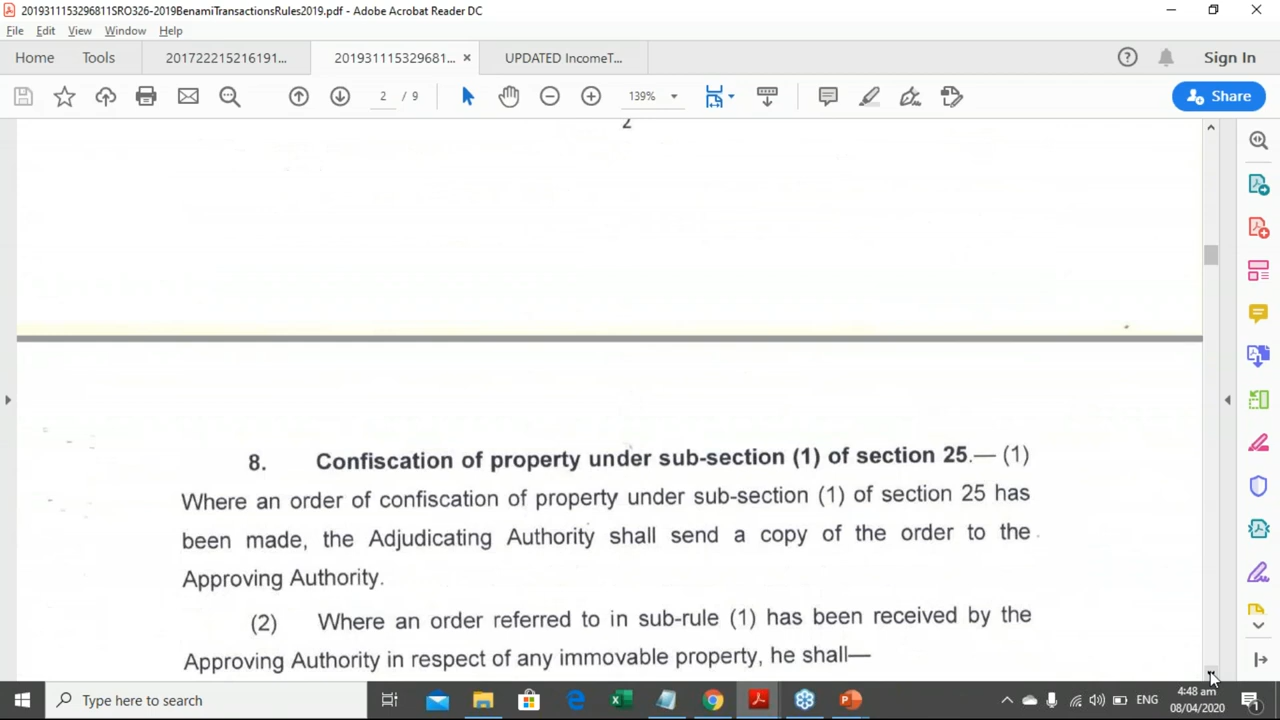 2019311153296811SRO326-2019BenamiTransactionsRules2019.pdf - Adobe Acrobat Reader DC
File Edit View Window Help
Home Tools 201722215216191... 201931115329681... × UPDATED IncomeT... Sign In
2 / 9 139% Share
2
8. Confiscation of property under sub-section (1) of section 25.— (1)
Where an order of confiscation of property under sub-section (1) of section 25 has
been made, the Adjudicating Authority shall send a copy of the order to the
Approving Authority.
(2) Where an order referred to in sub-rule (1) has been received by the
Approving Authority in respect of any immovable property, he shall—
Type here to search ENG 4:48 am
08/04/2020